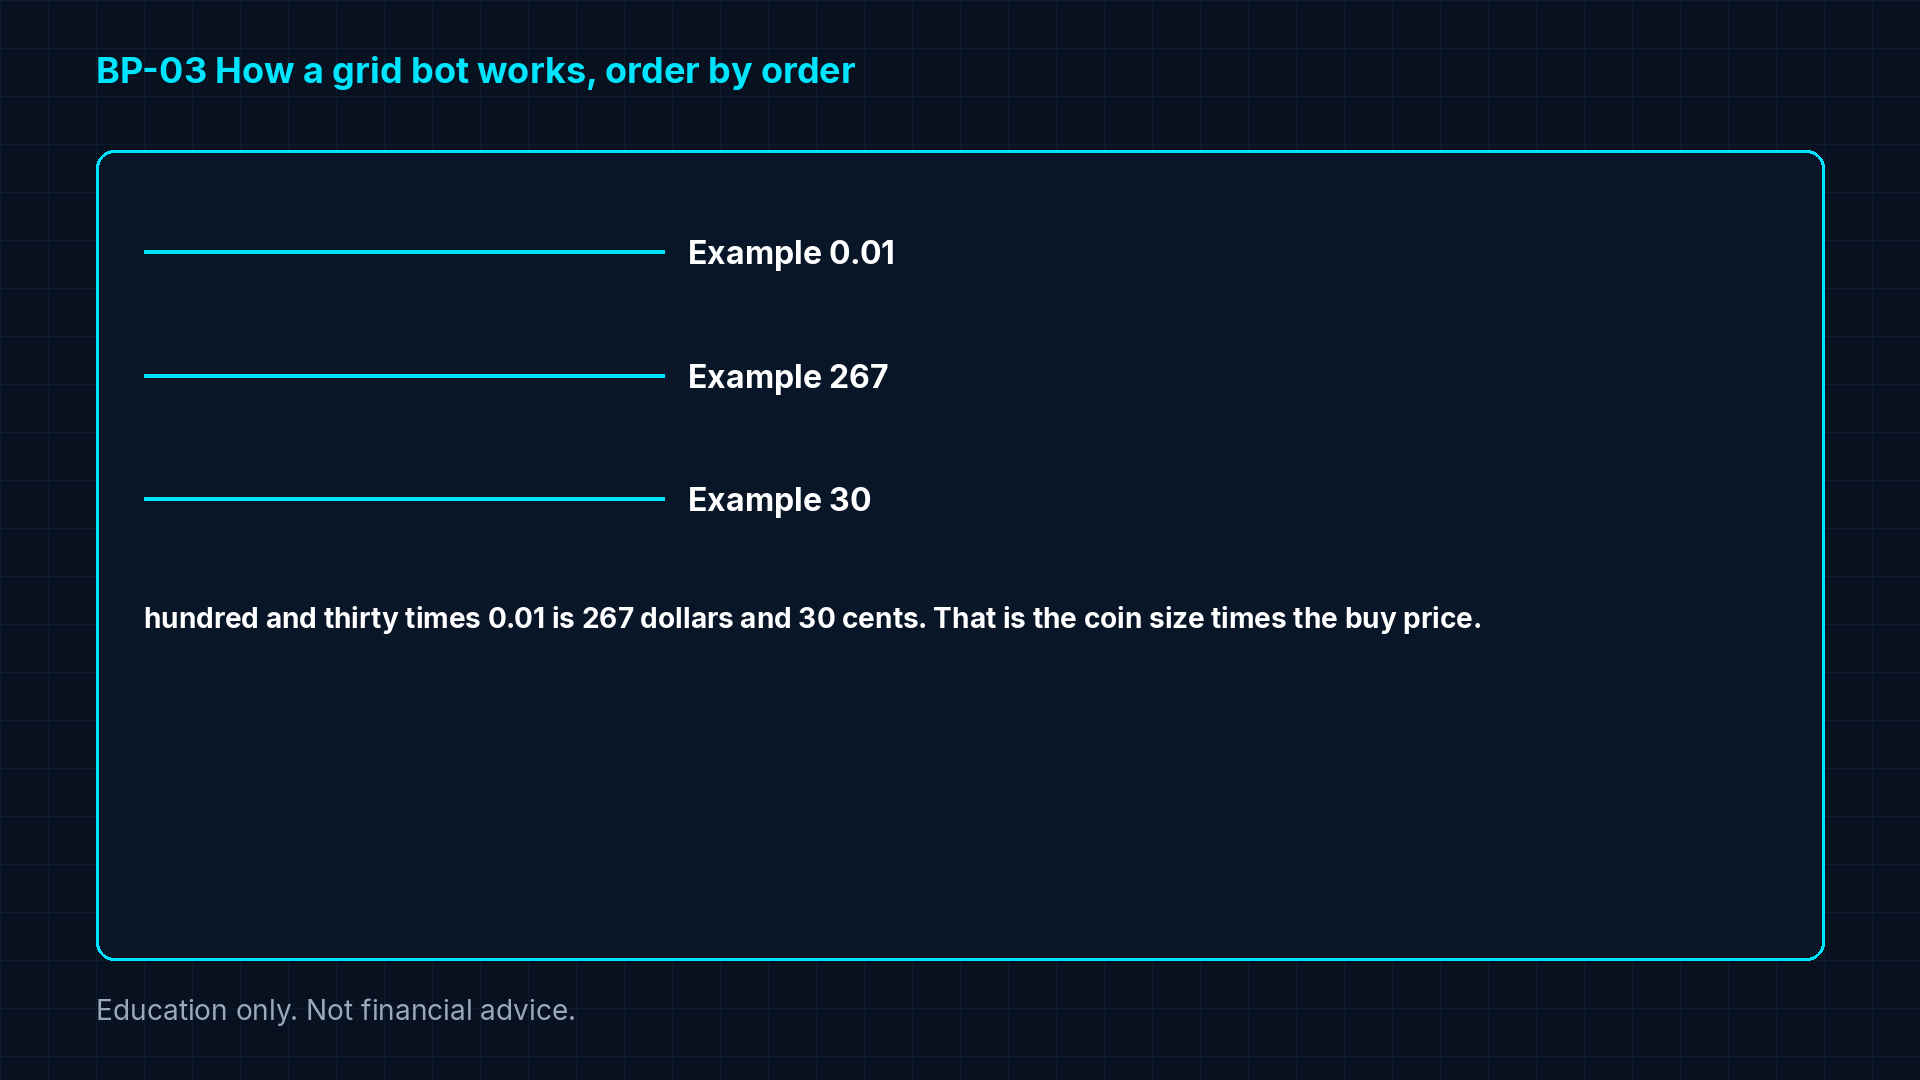 BP-03 How a grid bot works, order by order
Example 0.01
Example 267
Example 30
hundred and thirty times 0.01 is 267 dollars and 30 cents. That is the coin size times the buy price.
Education only. Not financial advice.